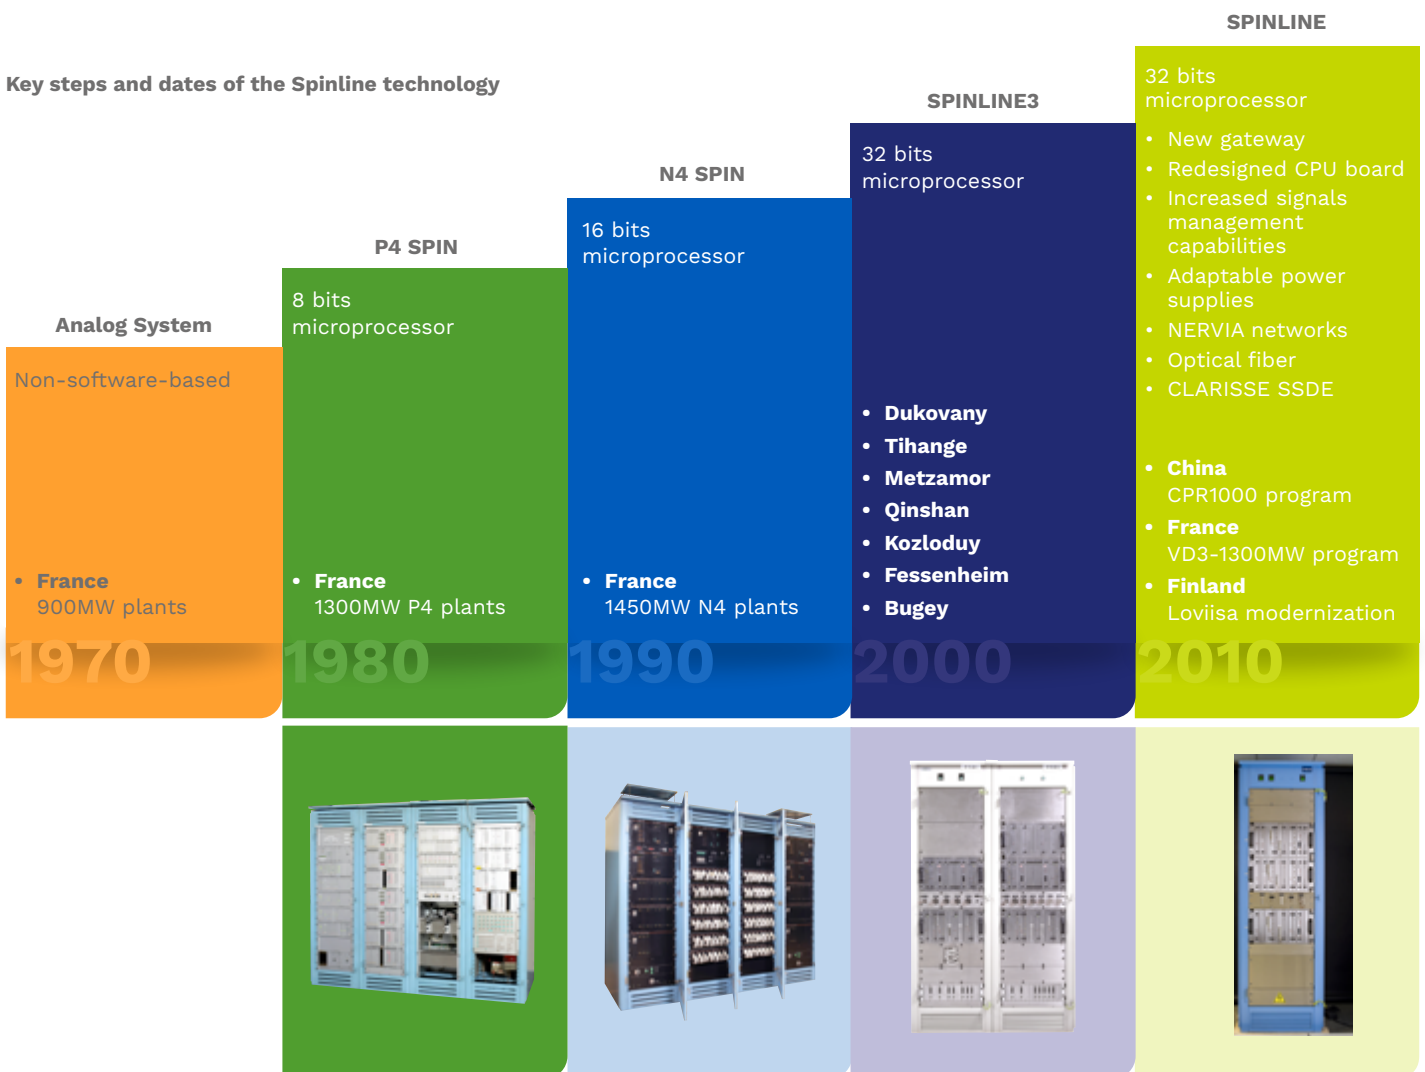 Key steps and dates of the Spinline technology
Analog System
Non-software-based
• France
900MW plants
1970
P4 SPIN
8 bits
microprocessor
• France
1300MW P4 plants
1980
N4 SPIN
16 bits
microprocessor
• France
1450MW N4 plants
1990
SPINLINE3
32 bits
microprocessor
• Dukovany
• Tihange
• Metzamor
• Qinshan
• Kozloduy
• Fessenheim
• Bugey
2000
SPINLINE
32 bits
microprocessor
• New gateway
• Redesigned CPU board
• Increased signals
management
capabilities
• Adaptable power
supplies
• NERVIA networks
• Optical fiber
• CLARISSE SSDE
• China
CPR1000 program
• France
VD3-1300MW program
• Finland
Loviisa modernization
2010